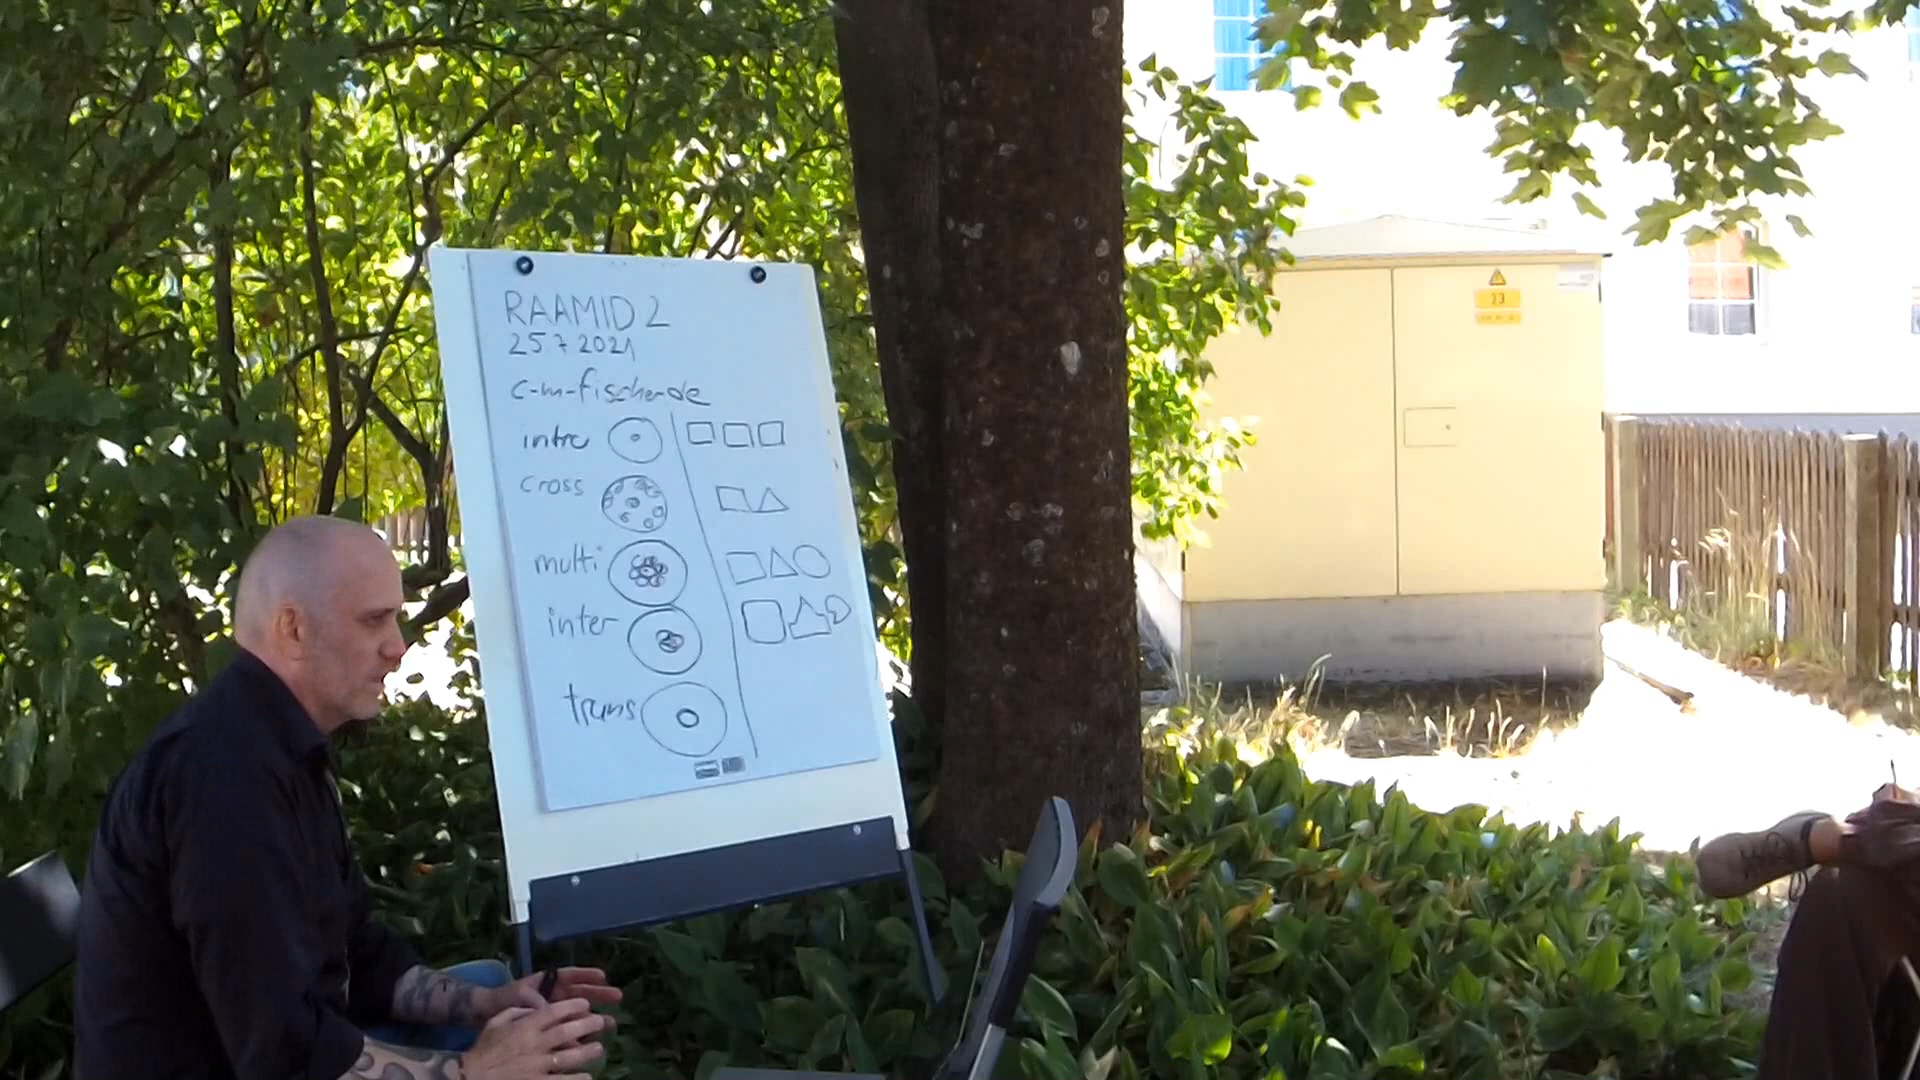 RAAMID 2
25.7 2021
c-m-fischer.de
intra
cross
multi
inter
trans